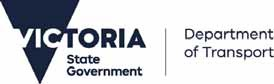 VICTORIA
State
Government
Department
of Transport